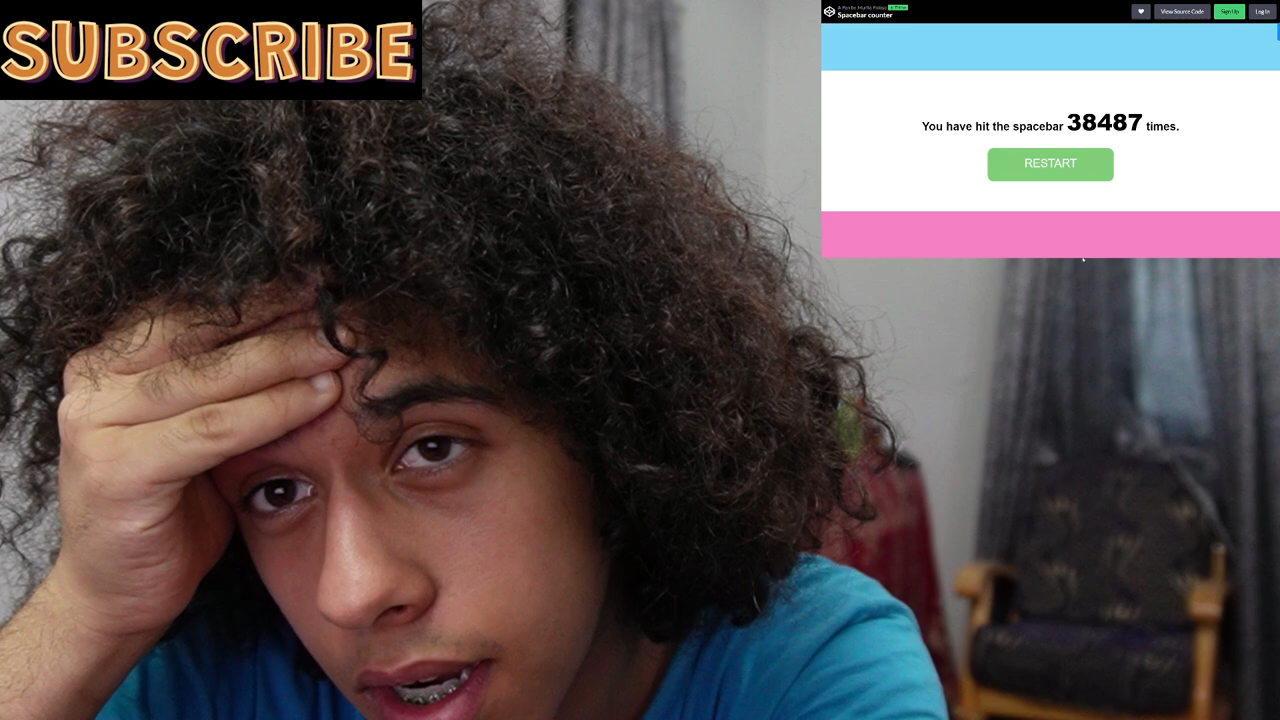 SUBSCRIBE
Spacebar counter
View Source Code
Sign Up
Log In
You have hit the spacebar 38487 times.
RESTART